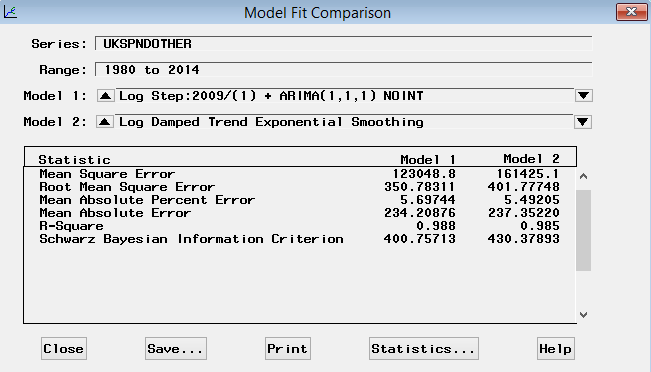 Model Fit Comparison
Series: UKSPNDOTHER
Range: 1980 to 2014
Model 1: Log Step:2009/(1) + ARIMA(1,1,1) NOINT
Model 2: Log Damped Trend Exponential Smoothing
Statistic Model 1 Model 2
Mean Square Error 123048.8 161425.1
Root Mean Square Error 350.78311 401.77748
Mean Absolute Percent Error 5.69744 5.49205
Mean Absolute Error 234.20876 237.35220
R-Square 0.988 0.985
Schwarz Bayesian Information Criterion 400.75713 430.37893
Close Save... Print Statistics... Help